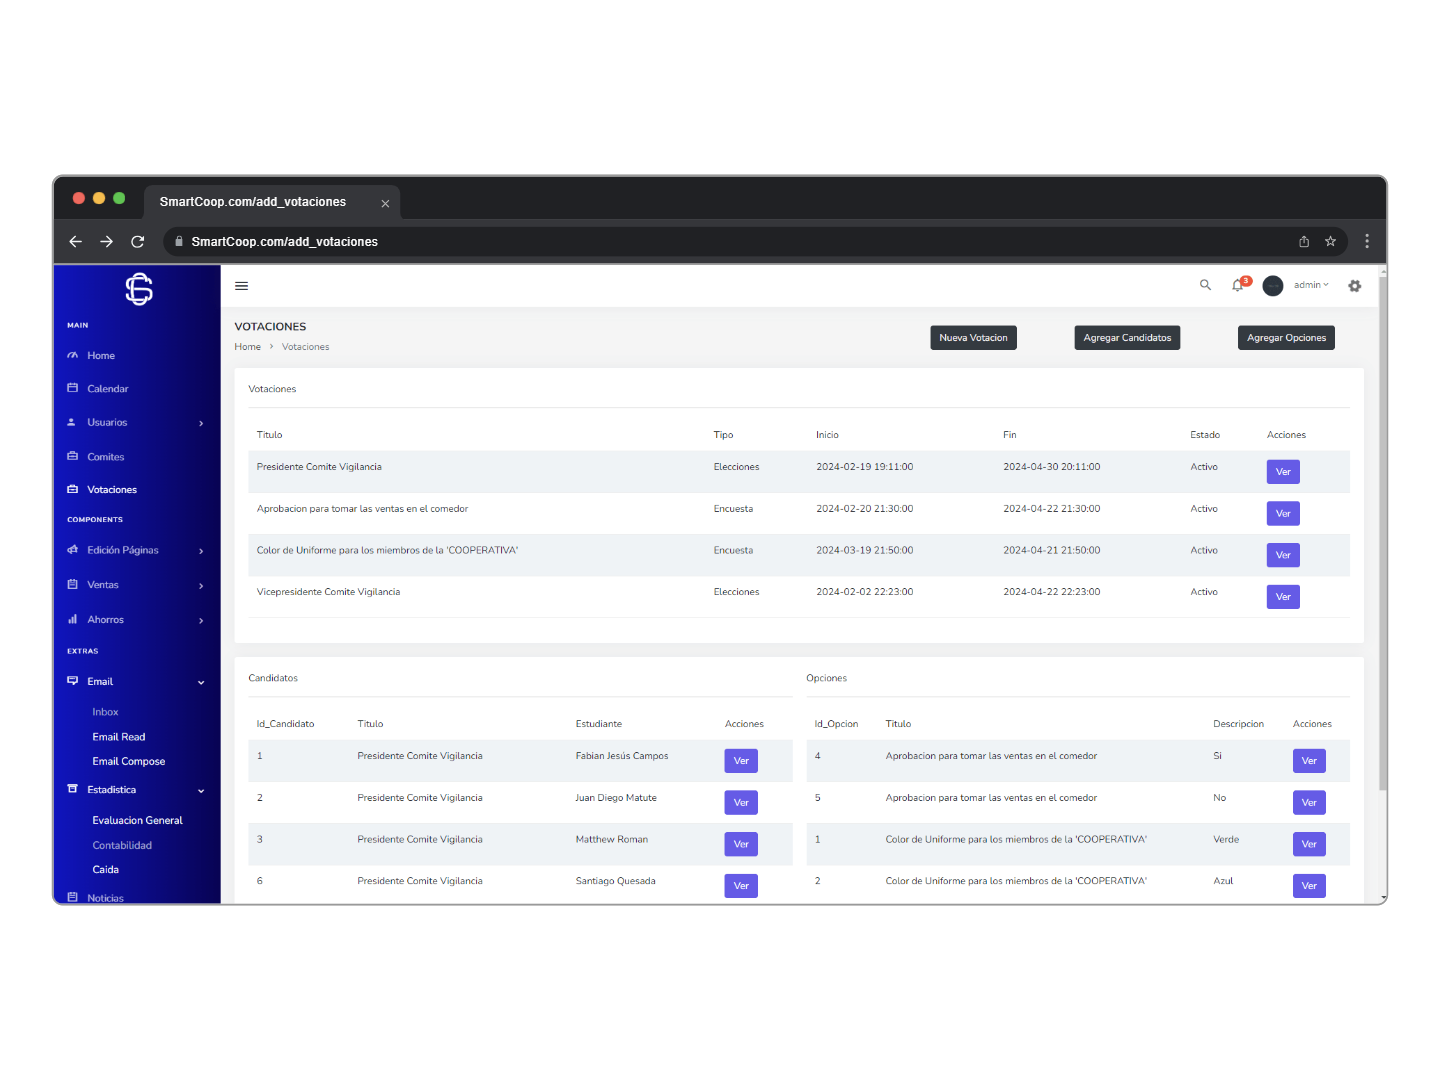 SmartCoop.com/add_votaciones
SmartCoop.com/add_votaciones
MAIN
Home
Calendar
Usuarios
Comites
Votaciones
COMPONENTS
Edición Páginas
Ventas
Ahorros
EXTRAS
Email
Inbox
Email Read
Email Compose
Estadistica
Evaluacion General
Contabilidad
Caida
Noticias
3
admin
VOTACIONES
Home > Votaciones
Nueva Votacion
Agregar Candidatos
Agregar Opciones
Votaciones
Titulo Tipo Inicio Fin Estado Acciones
Presidente Comite Vigilancia Elecciones 2024-02-19 19:11:00 2024-04-30 20:11:00 Activo Ver
Aprobacion para tomar las ventas en el comedor Encuesta 2024-02-20 21:30:00 2024-04-22 21:30:00 Activo Ver
Color de Uniforme para los miembros de la 'COOPERATIVA' Encuesta 2024-03-19 21:50:00 2024-04-21 21:50:00 Activo Ver
Vicepresidente Comite Vigilancia Elecciones 2024-02-02 22:23:00 2024-04-22 22:23:00 Activo Ver
Candidatos
Id_Candidato Titulo Estudiante Acciones
1 Presidente Comite Vigilancia Fabian Jesús Campos Ver
2 Presidente Comite Vigilancia Juan Diego Matute Ver
3 Presidente Comite Vigilancia Matthew Roman Ver
6 Presidente Comite Vigilancia Santiago Quesada Ver
Opciones
Id_Opcion Titulo Descripcion Acciones
4 Aprobacion para tomar las ventas en el comedor Si Ver
5 Aprobacion para tomar las ventas en el comedor No Ver
1 Color de Uniforme para los miembros de la 'COOPERATIVA' Verde Ver
2 Color de Uniforme para los miembros de la 'COOPERATIVA' Azul Ver